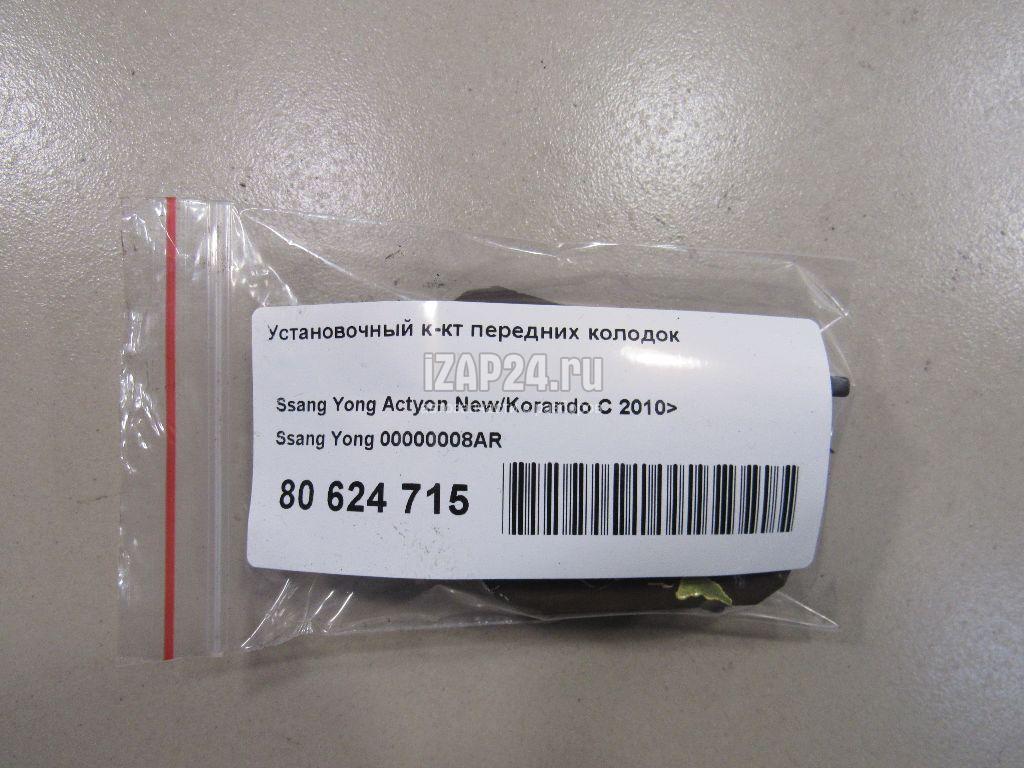 Установочный к-кт передних колодок
iZAP24.ru
Ssang Yong Actyon New/Korando C 2010>
Ssang Yong 00000008AR
80 624 715